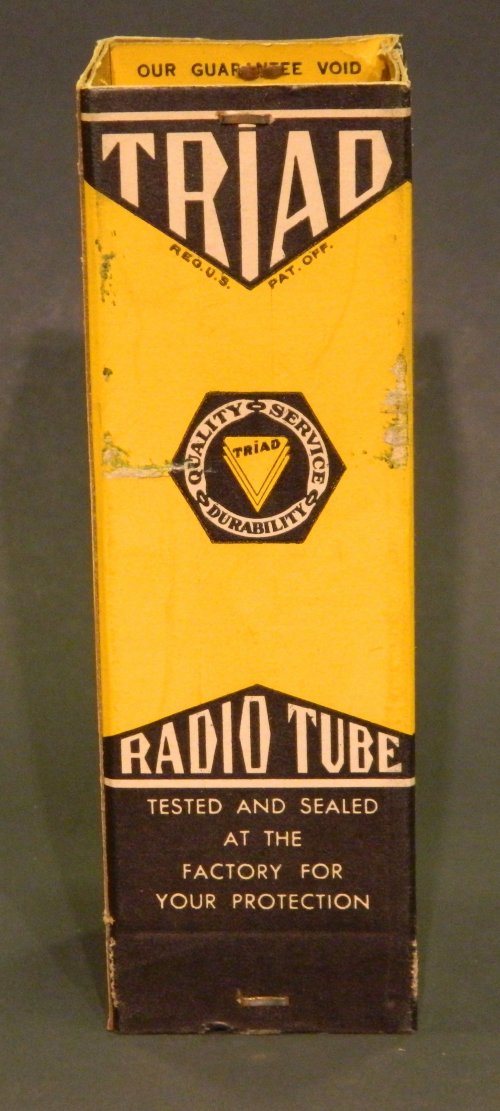 OUR GUARANTEE VOID
TRIAD
REG. U.S. PAT. OFF.
QUALITY SERVICE
TRIAD
DURABILITY
RADIO TUBE
TESTED AND SEALED
AT THE
FACTORY FOR
YOUR PROTECTION